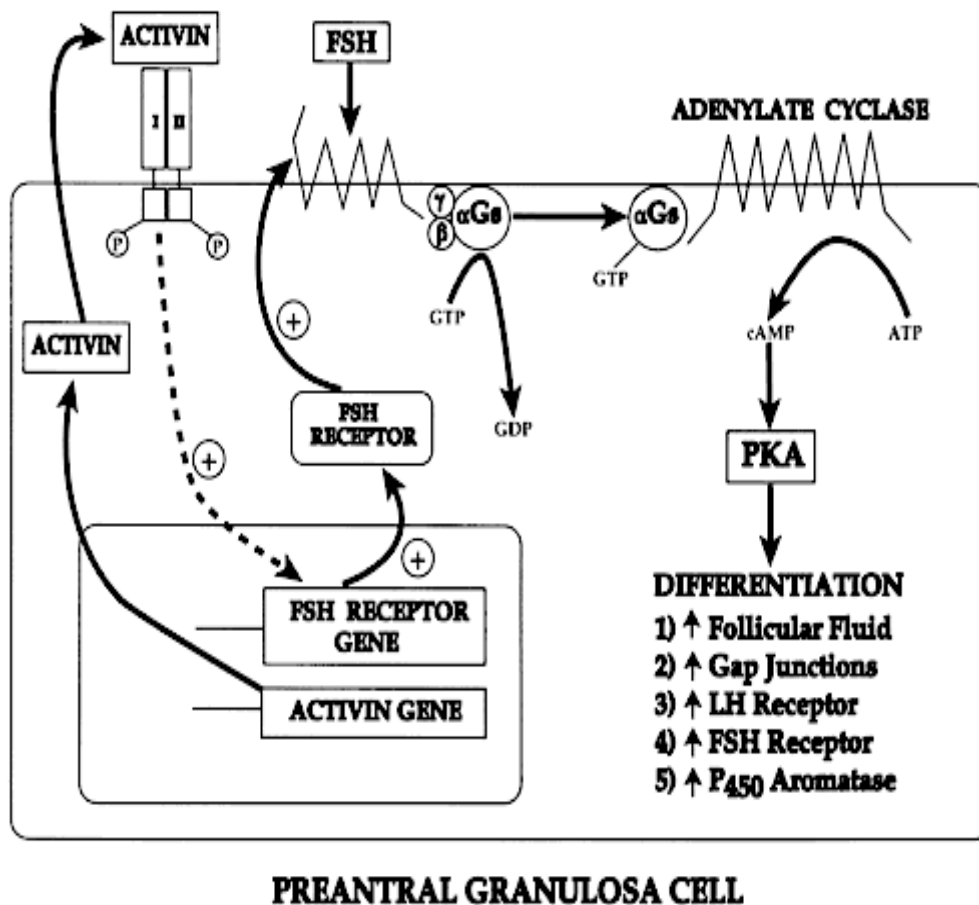 ACTIVIN
FSH
ADENYLATE CYCLASE
I II
γ
β
αGs
αGs
P
P
GTP
GTP
GDP
cAMP
ATP
ACTIVIN
+
+
FSH
RECEPTOR
PKA
+
FSH RECEPTOR
GENE
ACTIVIN GENE
DIFFERENTIATION
1) ↑ Follicular Fluid
2) ↑ Gap Junctions
3) ↑ LH Receptor
4) ↑ FSH Receptor
5) ↑ P450 Aromatase
PREANTRAL GRANULOSA CELL